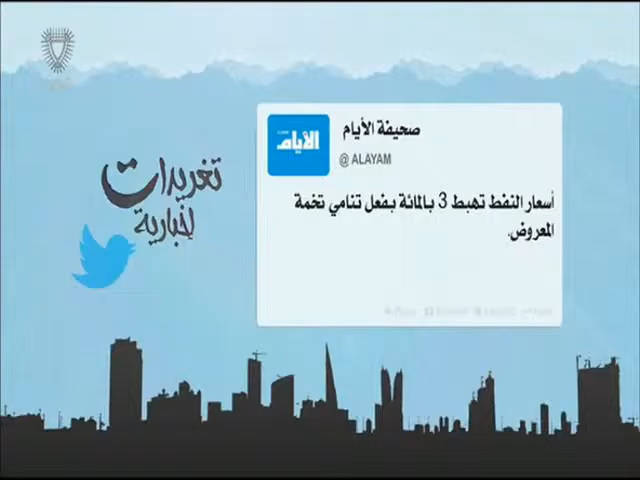 تغريدات
إخبارية
الأيام
صحيفة الأيام
@ ALAYAM
أسعار النفط تهبط 3 بالمائة بفعل تنامي تخمة
المعروض.